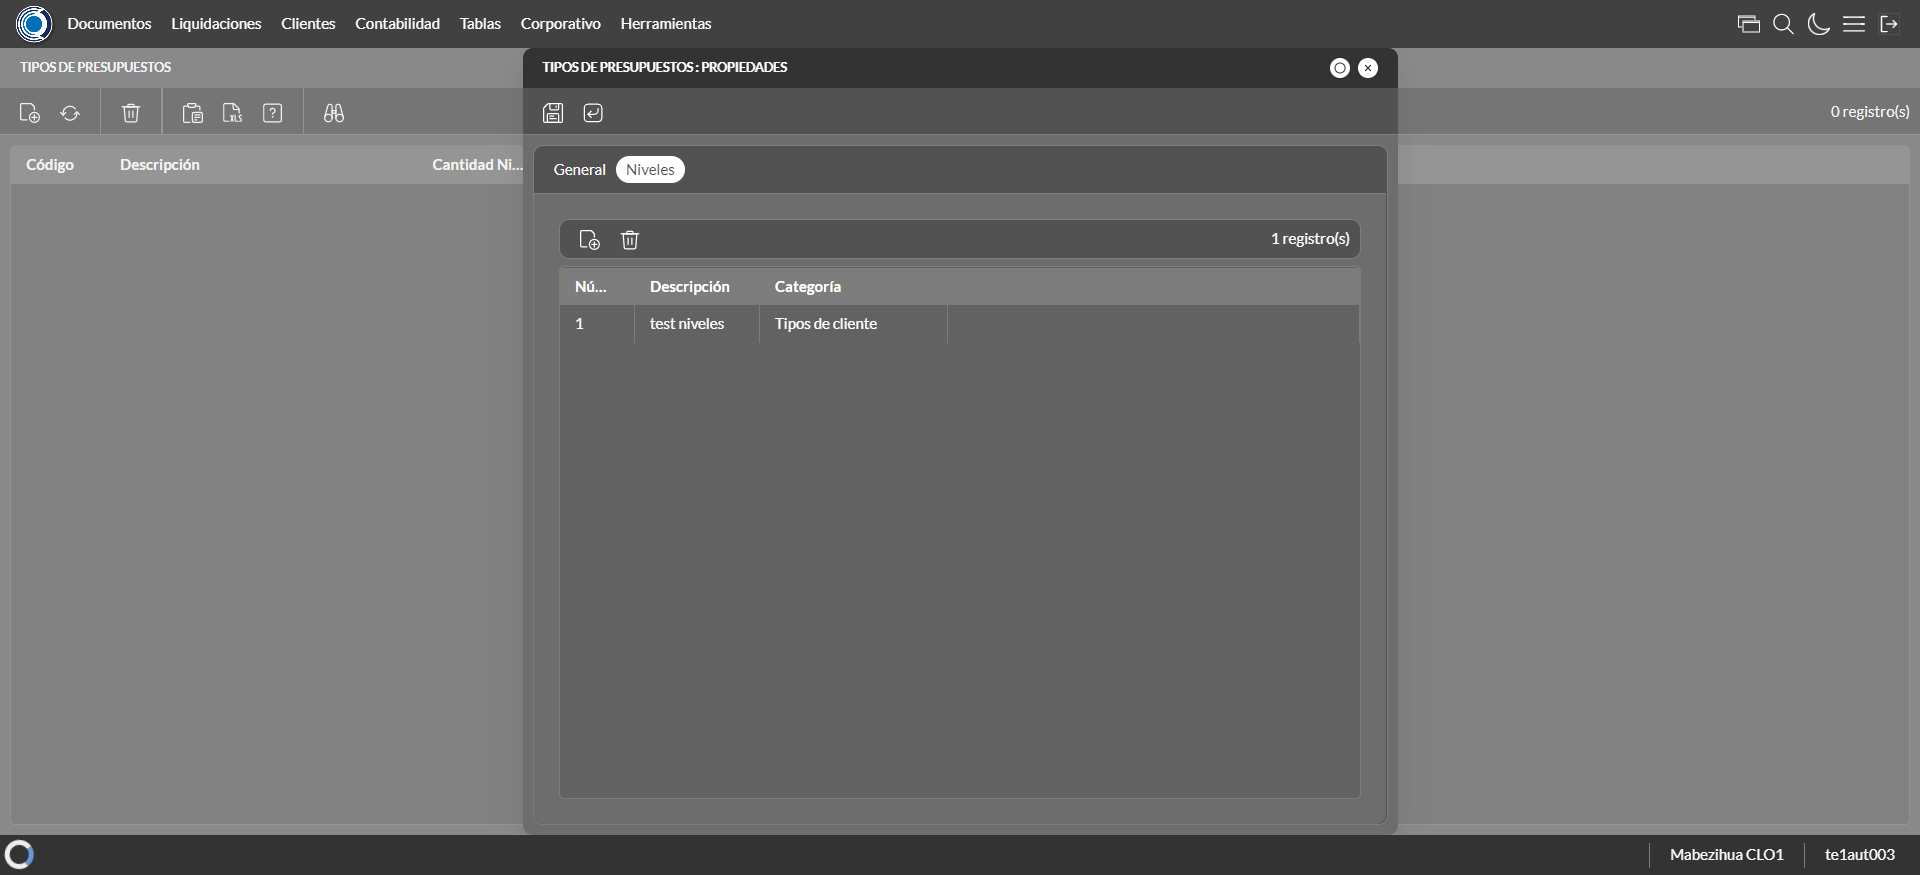 Documentos Liquidaciones Clientes Contabilidad Tablas Corporativo Herramientas
TIPOS DE PRESUPUESTOS
TIPOS DE PRESUPUESTOS : PROPIEDADES
XLS
?
0 registro(s)
Código Descripción Cantidad Ni...
General Niveles
1 registro(s)
Nú... Descripción Categoría
1 test niveles Tipos de cliente
Mabezihua CLO1 te1aut003